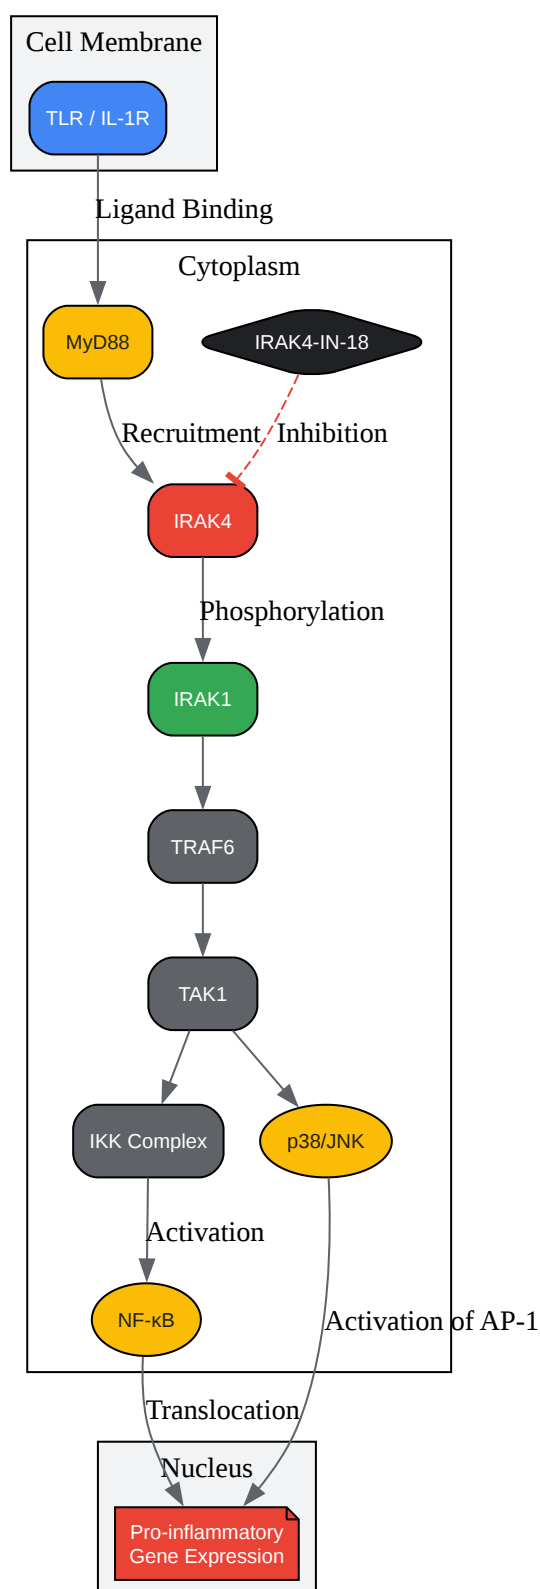 Cell Membrane
TLR / IL-1R
Ligand Binding
Cytoplasm
MyD88
IRAK4-IN-18
Recruitment
Inhibition
IRAK4
Phosphorylation
IRAK1
TRAF6
TAK1
IKK Complex
p38/JNK
Activation
NF-κB
Activation of AP-1
Translocation
Nucleus
Pro-inflammatory
Gene Expression